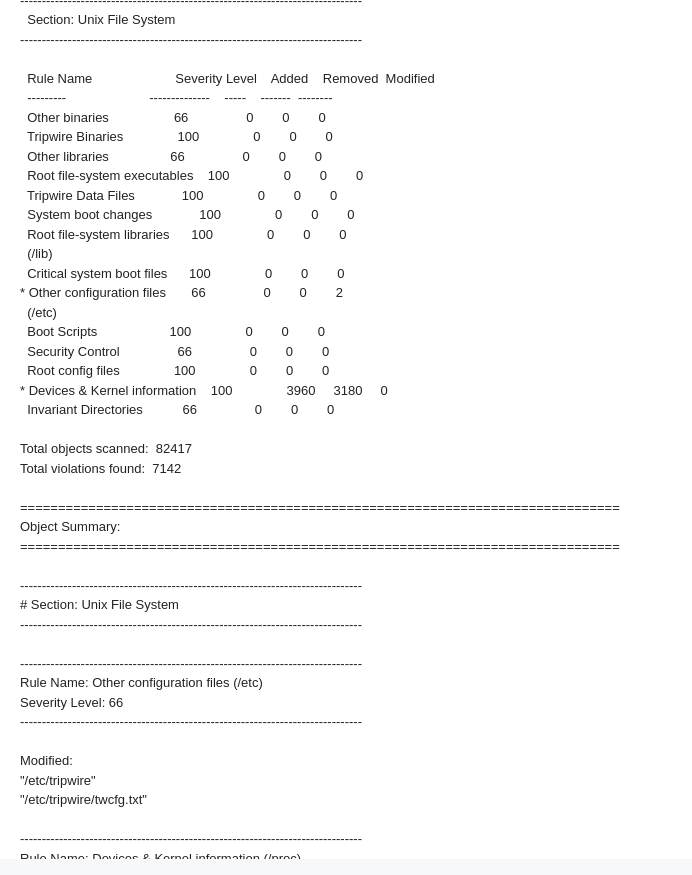 --------------------------------------------------------------------------------
Section: Unix File System
--------------------------------------------------------------------------------
Rule Name Severity Level Added Removed Modified
--------- -------------- ----- ------- --------
Other binaries 66 0 0 0
Tripwire Binaries 100 0 0 0
Other libraries 66 0 0 0
Root file-system executables 100 0 0 0
Tripwire Data Files 100 0 0 0
System boot changes 100 0 0 0
Root file-system libraries 100 0 0 0
(/lib)
Critical system boot files 100 0 0 0
* Other configuration files 66 0 0 2
(/etc)
Boot Scripts 100 0 0 0
Security Control 66 0 0 0
Root config files 100 0 0 0
* Devices & Kernel information 100 3960 3180 0
Invariant Directories 66 0 0 0
Total objects scanned: 82417
Total violations found: 7142
===============================================================================
Object Summary:
===============================================================================
--------------------------------------------------------------------------------
# Section: Unix File System
--------------------------------------------------------------------------------
--------------------------------------------------------------------------------
Rule Name: Other configuration files (/etc)
Severity Level: 66
--------------------------------------------------------------------------------
Modified:
"/etc/tripwire"
"/etc/tripwire/twcfg.txt"
--------------------------------------------------------------------------------
Rule Name: Devices & Kernel information (/proc)